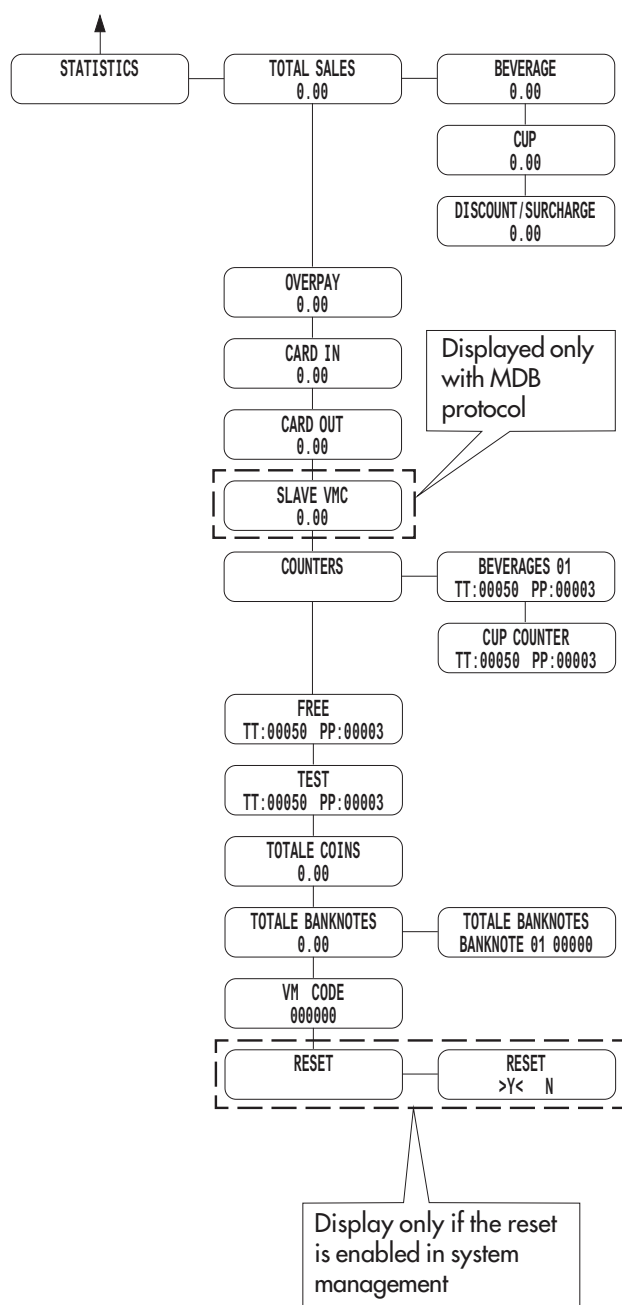 STATISTICS
TOTAL SALES
0.00
BEVERAGE
0.00
CUP
0.00
DISCOUNT/SURCHARGE
0.00
OVERPAY
0.00
CARD IN
0.00
Displayed only
with MDB
protocol
CARD OUT
0.00
SLAVE VMC
0.00
COUNTERS
BEVERAGES 01
TT:00050 PP:00003
CUP COUNTER
TT:00050 PP:00003
FREE
TT:00050 PP:00003
TEST
TT:00050 PP:00003
TOTALE COINS
0.00
TOTALE BANKNOTES
0.00
TOTALE BANKNOTES
BANKNOTE 01 00000
VM CODE
000000
RESET
RESET
>Y< N
Display only if the reset
is enabled in system
management